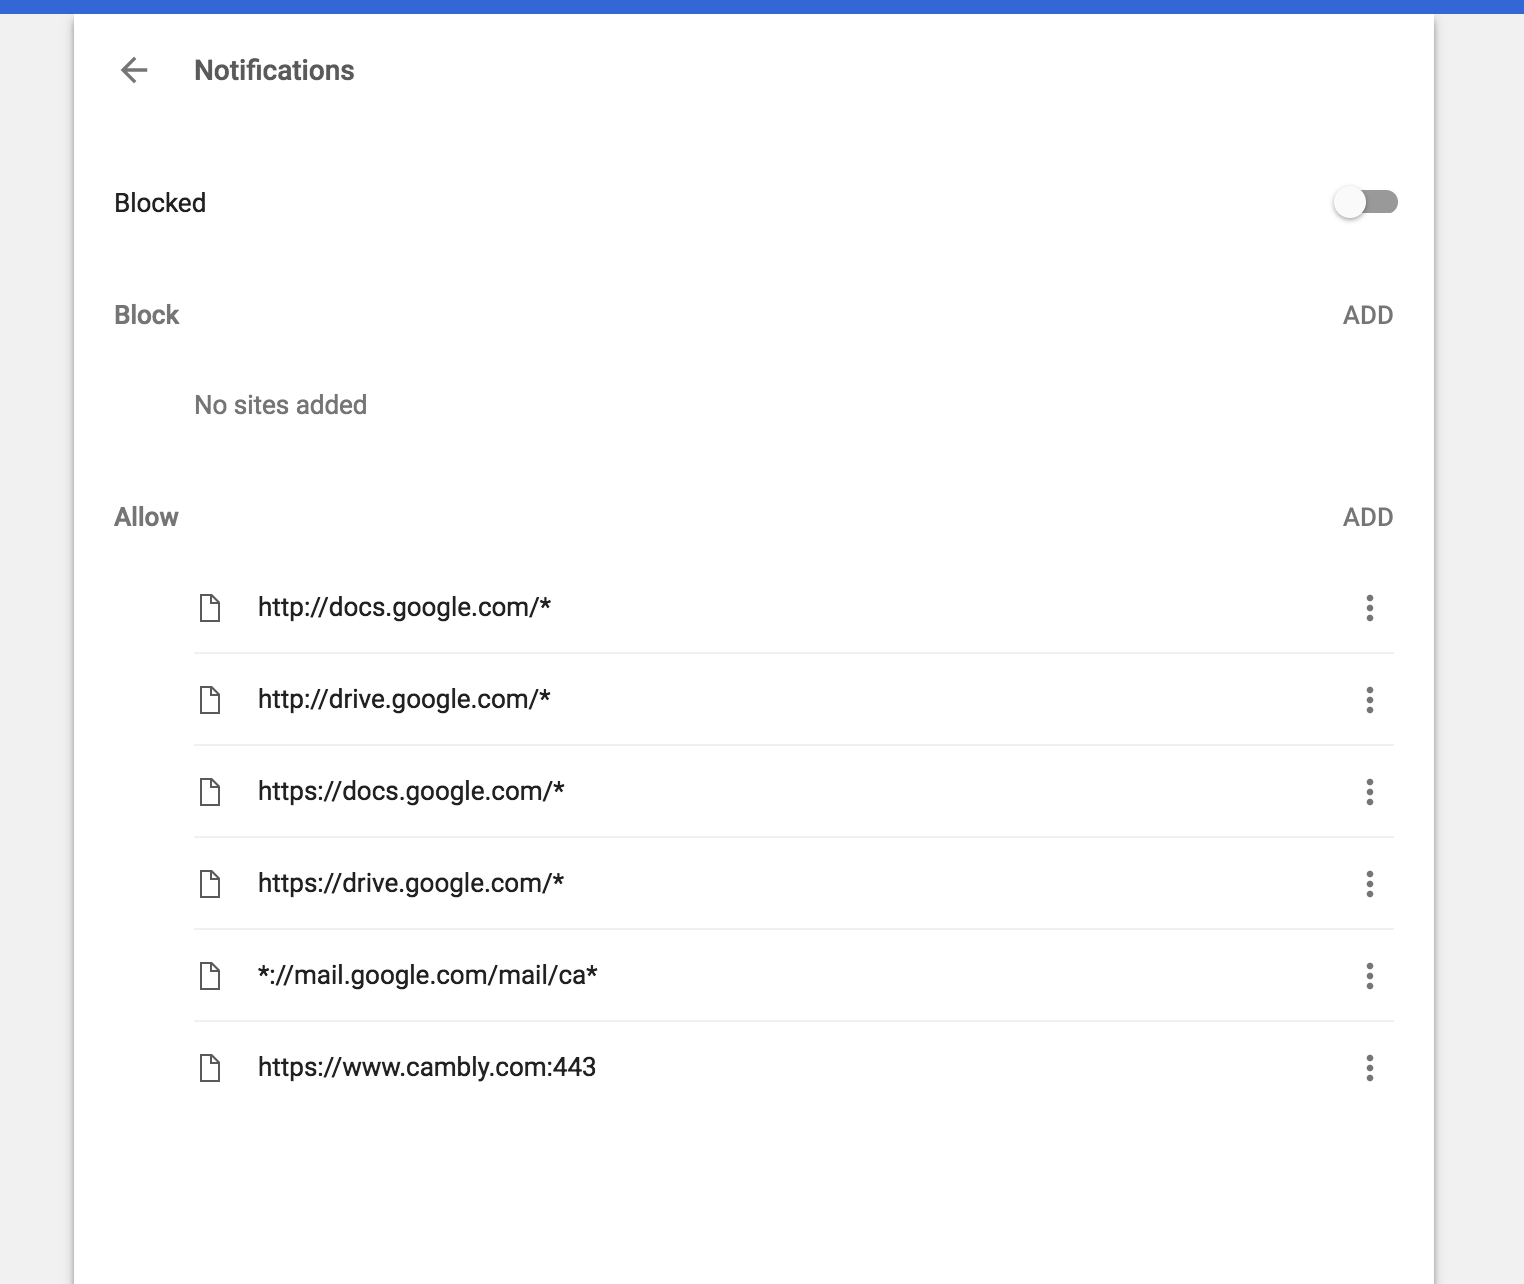 Notifications
Blocked
Block
ADD
No sites added
Allow
ADD
http://docs.google.com/*
http://drive.google.com/*
https://docs.google.com/*
https://drive.google.com/*
*://mail.google.com/mail/ca*
https://www.cambly.com:443